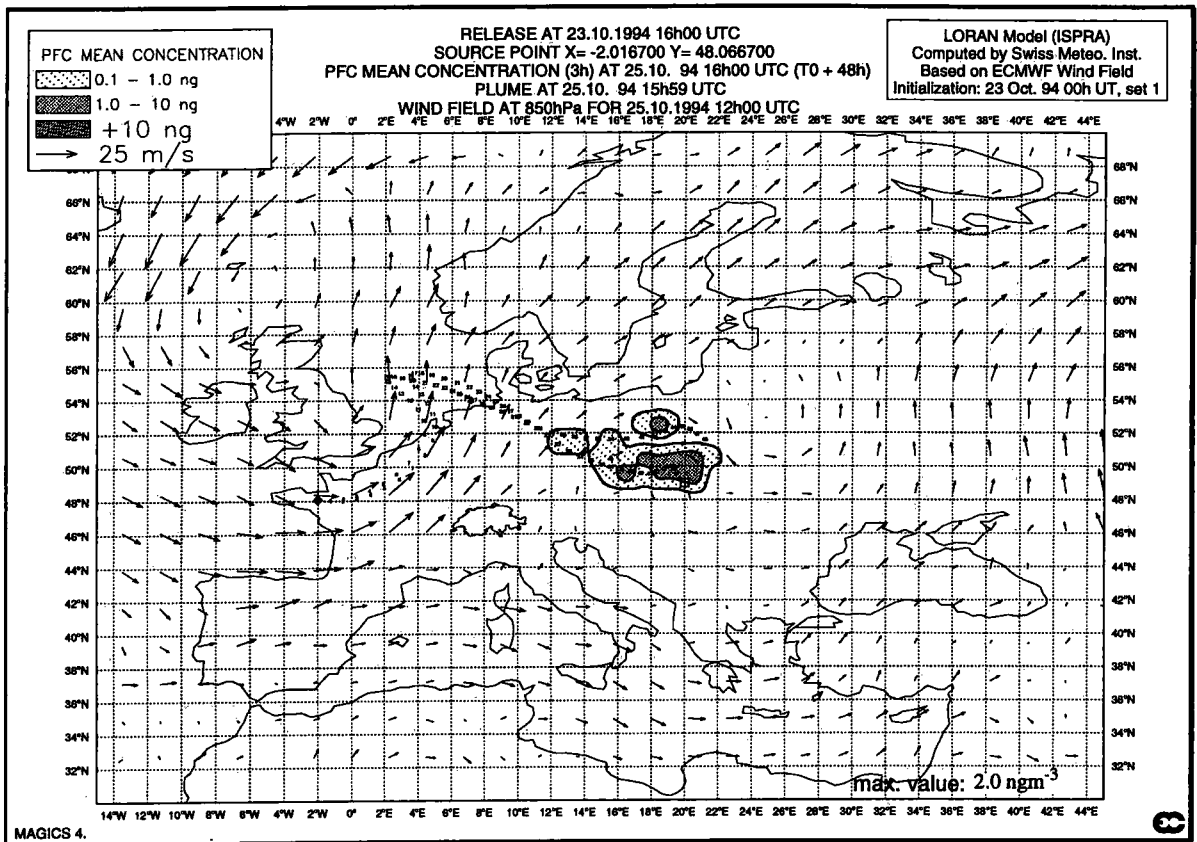 RELEASE AT 23.10.1994 16h00 UTC
SOURCE POINT X= -2.016700 Y= 48.066700
PFC MEAN CONCENTRATION (3h) AT 25.10. 94 16h00 UTC (T0 + 48h)
PLUME AT 25.10. 94 15h59 UTC
WIND FIELD AT 850hPa FOR 25.10.1994 12h00 UTC
LORAN Model (ISPRA)
Computed by Swiss Meteo. Inst.
Based on ECMWF Wind Field
Initialization: 23 Oct. 94 00h UT, set 1
PFC MEAN CONCENTRATION
0.1 - 1.0 ng
1.0 - 10 ng
+10 ng
25 m/s
4°W 2°W 0° 2°E 4°E 6°E 8°E 10°E 12°E 14°E 16°E 18°E 20°E 22°E 24°E 26°E 28°E 30°E 32°E 34°E 36°E 38°E 40°E 42°E 44°E
68°N
66°N 66°N
64°N 64°N
62°N 62°N
60°N 60°N
58°N 58°N
56°N 56°N
54°N 54°N
52°N 52°N
50°N 50°N
48°N 48°N
46°N 46°N
44°N 44°N
42°N 42°N
40°N 40°N
38°N 38°N
36°N 36°N
34°N 34°N
32°N 32°N
max. value: 2.0 ngm⁻³
14°W 12°W 10°W 8°W 6°W 4°W 2°W 0° 2°E 4°E 6°E 8°E 10°E 12°E 14°E 16°E 18°E 20°E 22°E 24°E 26°E 28°E 30°E 32°E 34°E 36°E 38°E 40°E 42°E 44°E
MAGICS 4.